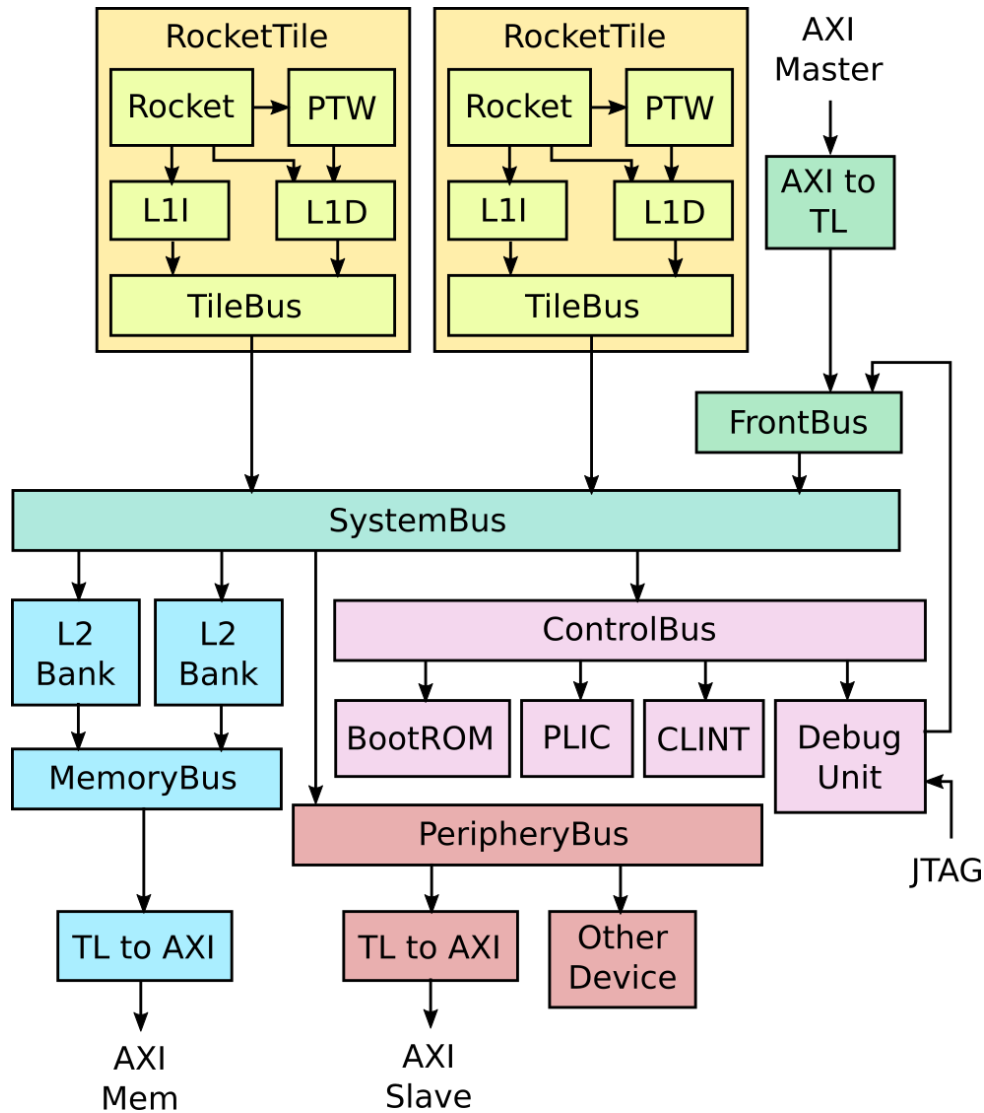 RocketTile
Rocket
PTW
L1I
L1D
TileBus
RocketTile
Rocket
PTW
L1I
L1D
TileBus
AXI
Master
AXI to
TL
FrontBus
SystemBus
L2
Bank
L2
Bank
ControlBus
BootROM
PLIC
CLINT
Debug
Unit
MemoryBus
PeripheryBus
JTAG
TL to AXI
TL to AXI
Other
Device
AXI
Mem
AXI
Slave